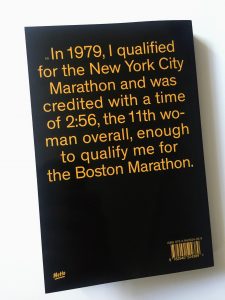 „In 1979, I qualified
for the New York City
Marathon and was
credited with a time
of 2:56, the 11th wo-
man overall, enough
to qualify me for
the Boston Marathon.
MöMo